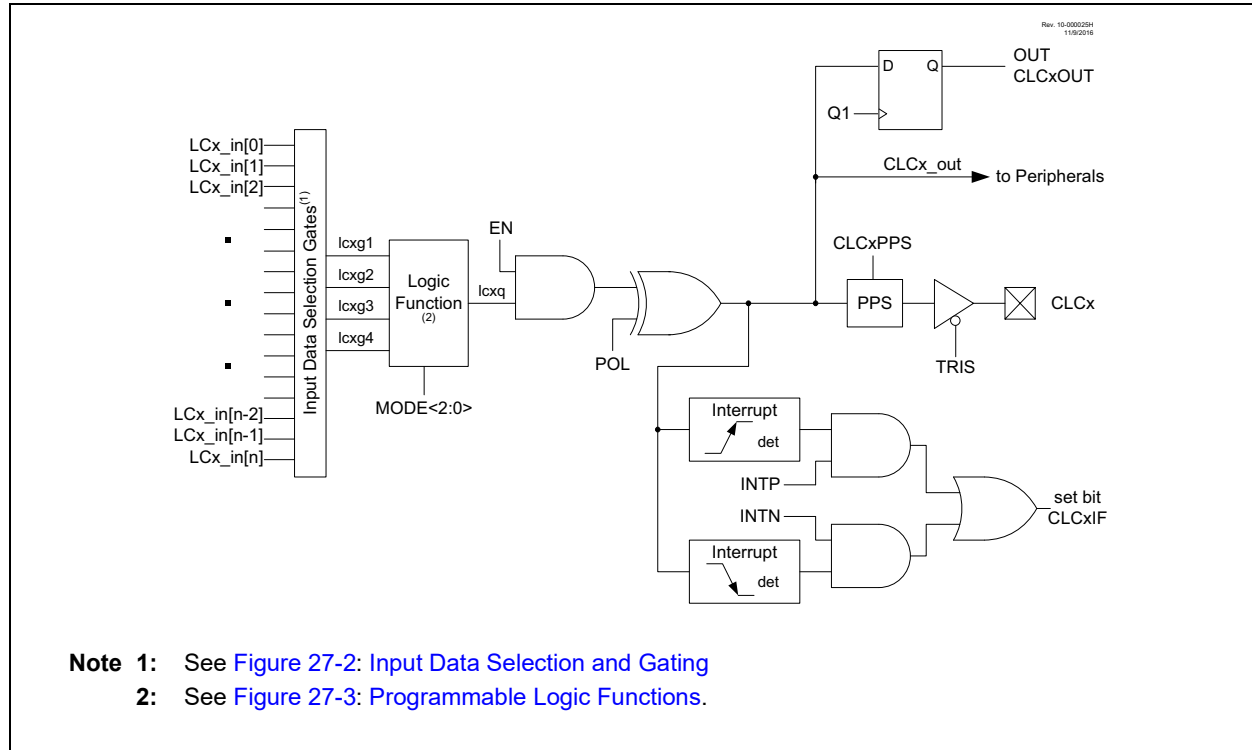 Rev. 10-000025H
11/9/2016
OUT
CLCxOUT
D
Q
Q1
CLCx_out
to Peripherals
LCx_in[0]
LCx_in[1]
LCx_in[2]
LCx_in[n-2]
LCx_in[n-1]
LCx_in[n]
Input Data Selection Gates(1)
lcxg1
lcxg2
lcxg3
lcxg4
Logic
Function
(2)
MODE<2:0>
lcxq
EN
POL
CLCxPPS
PPS
TRIS
CLCx
Interrupt
det
INTP
INTN
Interrupt
det
set bit
CLCxIF
Note 1: See Figure 27-2: Input Data Selection and Gating
2: See Figure 27-3: Programmable Logic Functions.